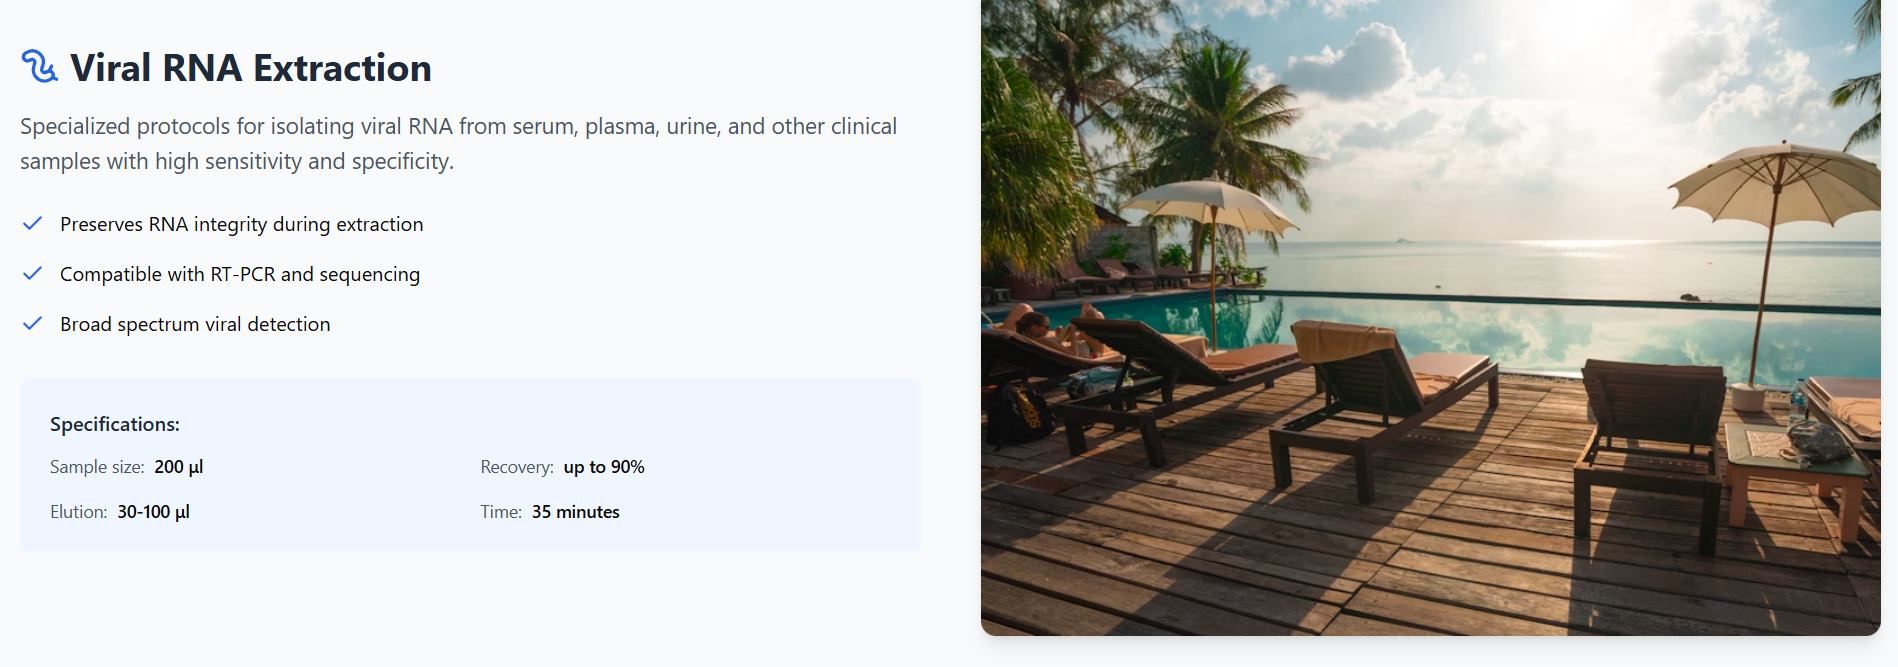 Viral RNA Extraction
Specialized protocols for isolating viral RNA from serum, plasma, urine, and other clinical
samples with high sensitivity and specificity.
Preserves RNA integrity during extraction
Compatible with RT-PCR and sequencing
Broad spectrum viral detection
Specifications:
Sample size: 200 µl
Recovery: up to 90%
Elution: 30-100 µl
Time: 35 minutes